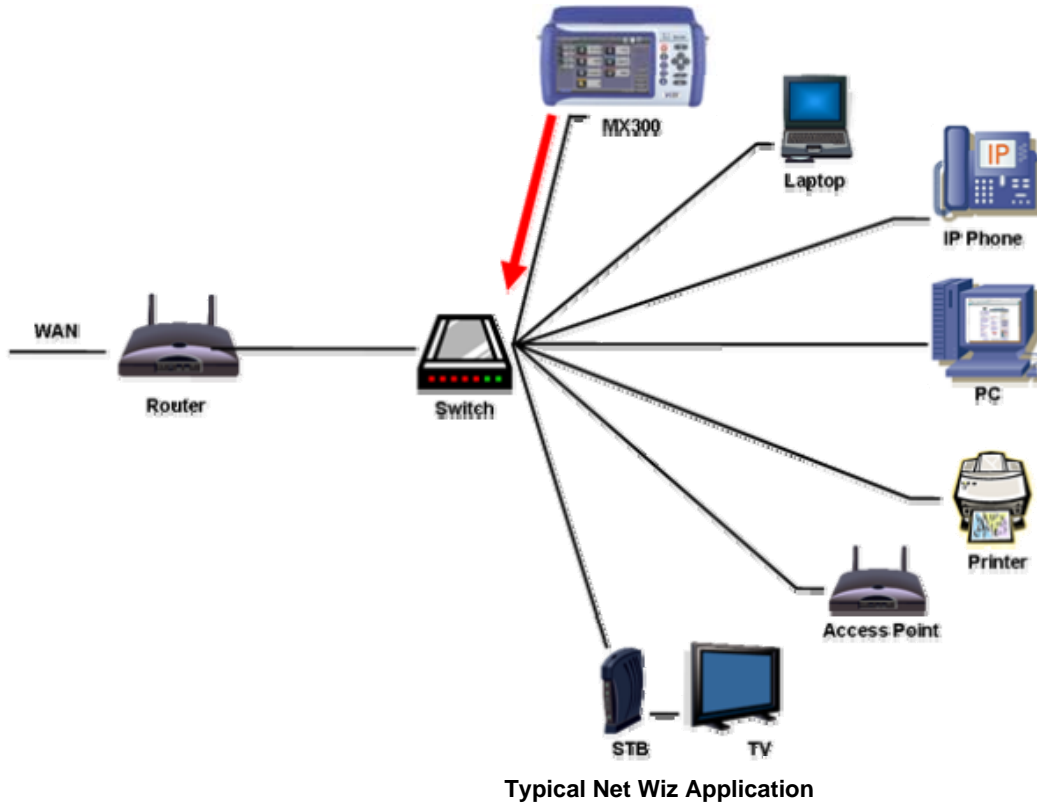 MX300
Laptop
IP
IP Phone
WAN
Router
Switch
PC
Printer
Access Point
STB
TV
Typical Net Wiz Application